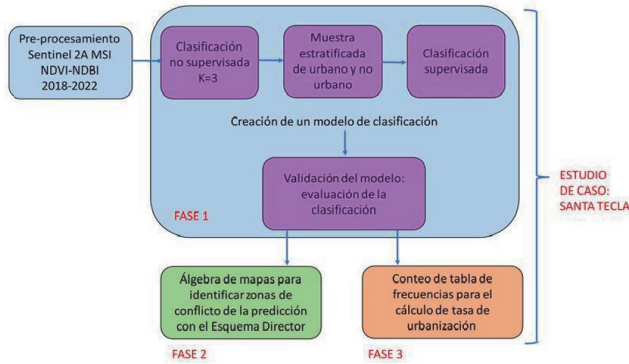 Pre-procesamiento
Sentinel 2A MSI
NDVI-NDBI
2018-2022
Clasificación
no supervisada
K=3
Muestra
estratificada
de urbano y no
urbano
Clasificación
supervisada
Creación de un modelo de clasificación
Validación del modelo:
evaluación de la
clasificación
FASE 1
ESTUDIO
DE CASO:
SANTA TECLA
Álgebra de mapas para
identificar zonas de
conflicto de la predicción
con el Esquema Director
Conteo de tabla de
frecuencias para el
cálculo de tasa de
urbanización
FASE 2
FASE 3